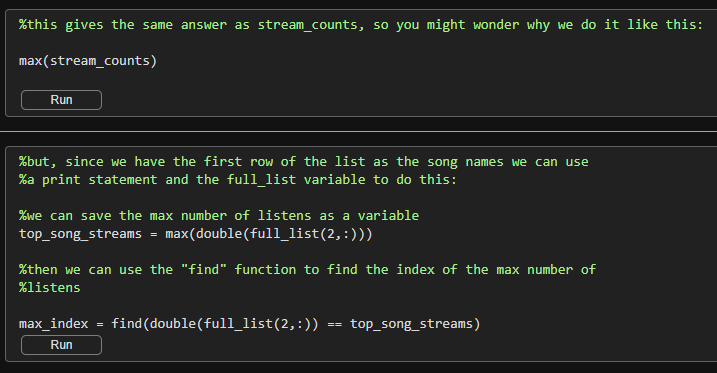 %this gives the same answer as stream_counts, so you might wonder why we do it like this:
max(stream_counts)
Run
%but, since we have the first row of the list as the song names we can use
%a print statement and the full_list variable to do this:
%we can save the max number of listens as a variable
top_song_streams = max(double(full_list(2,:)))
%then we can use the "find" function to find the index of the max number of
%listens
max_index = find(double(full_list(2,:)) == top_song_streams)
Run